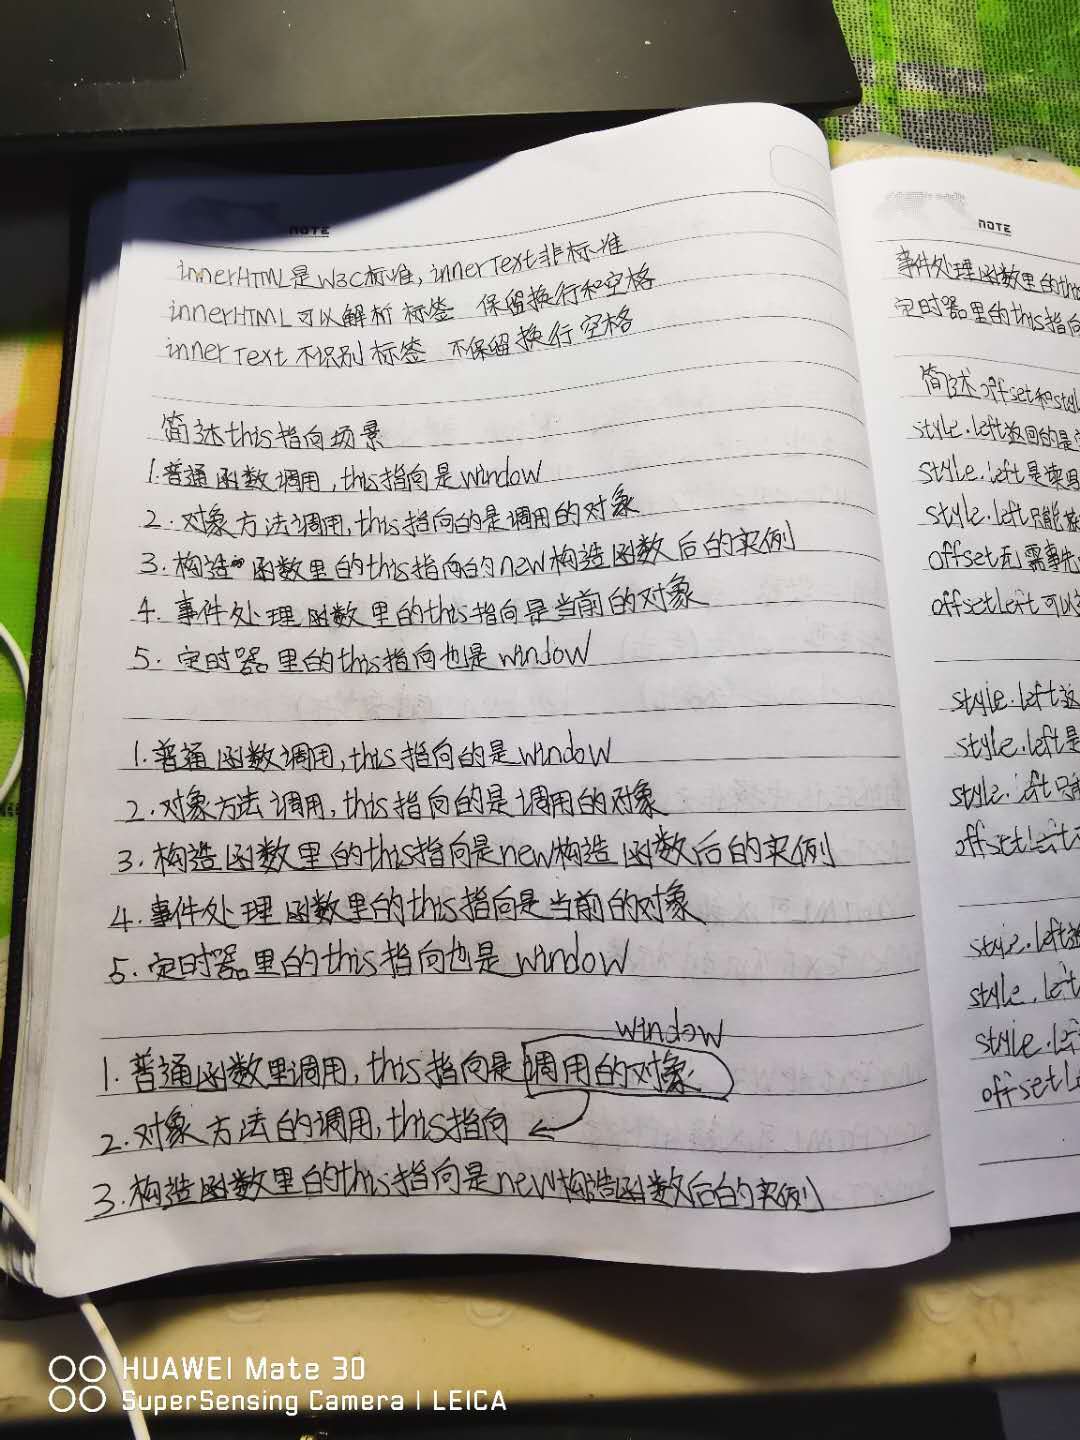 NOTE
innerHTML是W3C标准,innerText非标准
innerHTML可以解析标签 保留换行和空格
innerText不识别标签 不保留换行空格
简述this指向场景
1.普通函数调用,this指向是window
2.对象方法调用,this指向的是调用的对象
3.构造函数里的this指向的new构造函数后的实例
4.事件处理函数里的this指向是当前的对象
5.定时器里的this指向也是window
1.普通函数调用,this指向的是window
2.对象方法调用,this指向的是调用的对象
3.构造函数里的this指向是new构造函数后的实例
4.事件处理函数里的this指向是当前的对象
5.定时器里的this指向也是window
window
1.普通函数里调用,this指向是调用的对象
2.对象方法的调用,this指向
3.构造函数里的this指向是new构造函数后的实例
NOTE
事件处理函数里的this
定时器里的this指向
简述offset和style
style.left返回的是
style.left是读写
style.left只能
offset无需事先
offsetLeft可以
style.left返
style.left是
style.left只
offsetLeft
style.left
style.left
style.left
offsetLe
HUAWEI Mate 30
SuperSensing Camera | LEICA